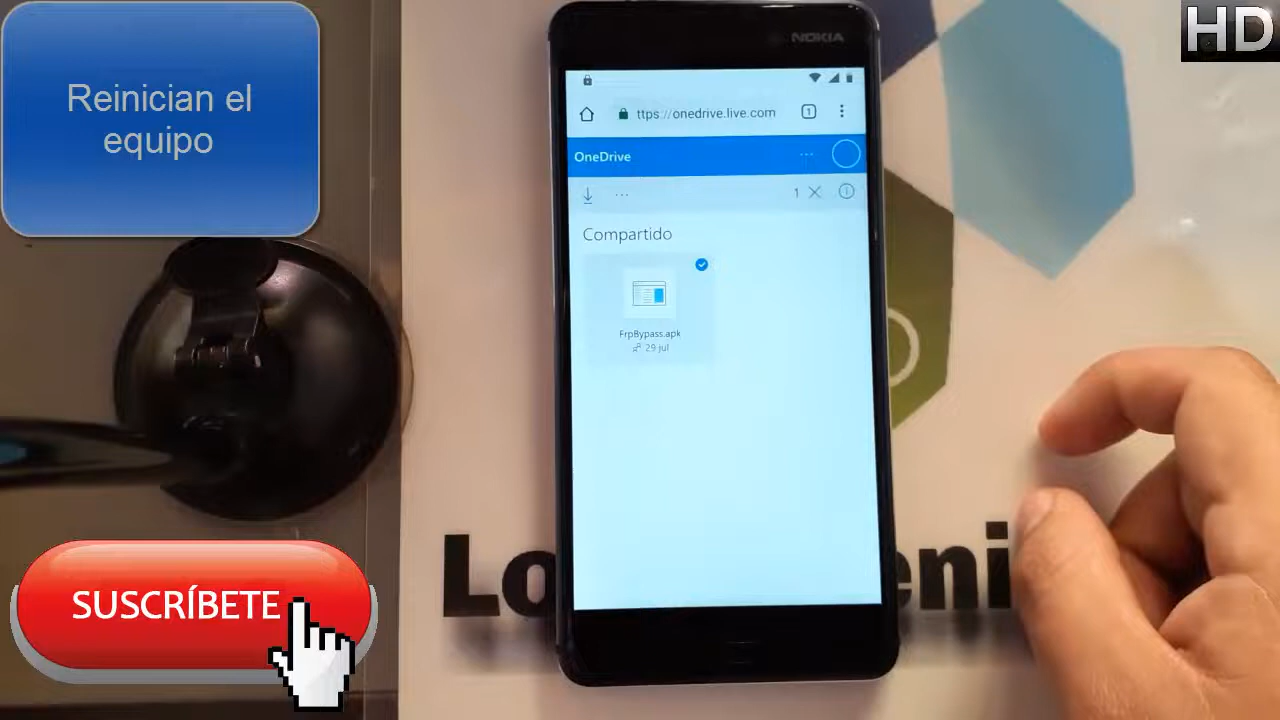 Reinician el
equipo
HD
NOKIA
ttps://onedrive.live.com
1
OneDrive
...
...
1
Compartido
FrpBypass.apk
29 jul
Lo
eni
SUSCRÍBETE